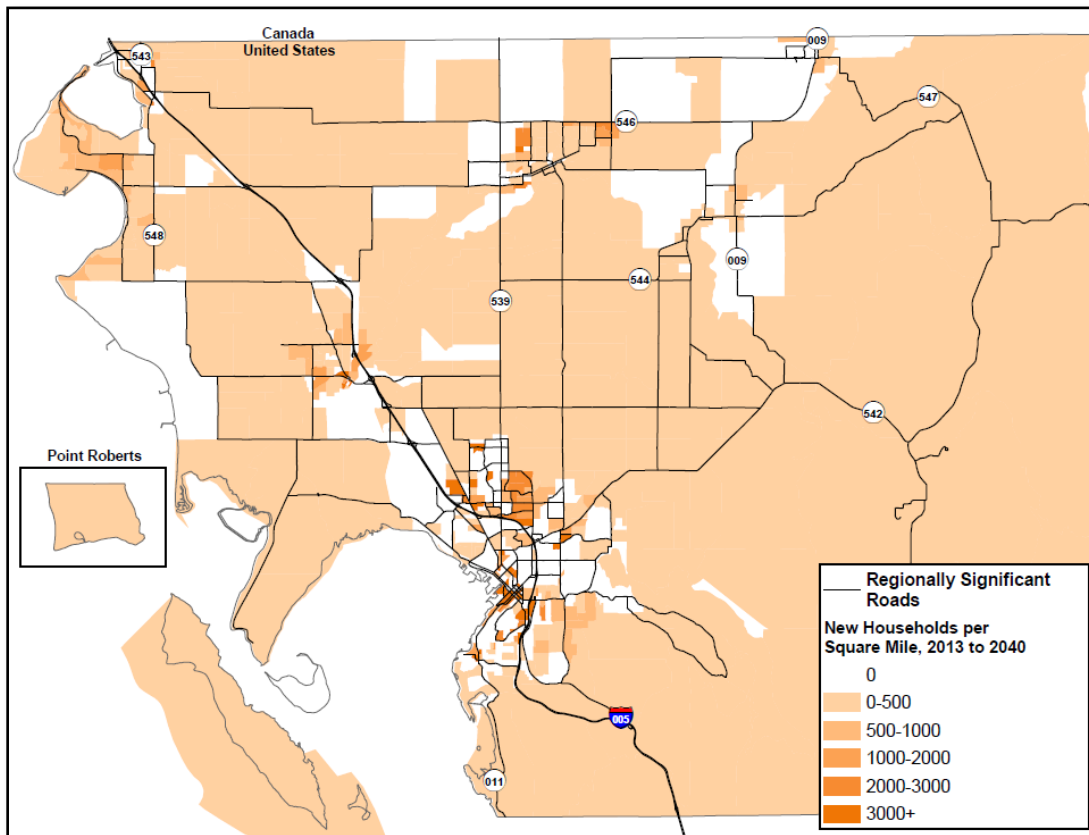 Canada
United States
543
009
547
546
548
009
544
539
542
Point Roberts
005
011
Regionally Significant
Roads
New Households per
Square Mile, 2013 to 2040
0
0-500
500-1000
1000-2000
2000-3000
3000+